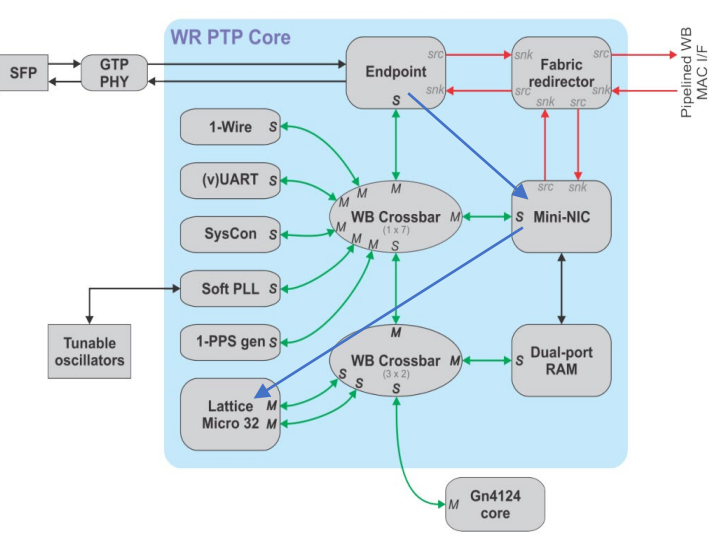 WR PTP Core
SFP
GTP
PHY
Endpoint
S
src
snk
snk
src
Fabric
redirector
src
snk
snk
src
Pipelined WB
MAC I/F
1-Wire S
(v)UART S
SysCon S
Soft PLL S
1-PPS gen S
M
M
M
M
M
M
WB Crossbar M
(1 x 7)
S
src
snk
S Mini-NIC
Tunable
oscillators
M
WB Crossbar M
(3 x 2)
S
S
S
S Dual-port
RAM
Lattice M
Micro 32 M
M Gn4124
core